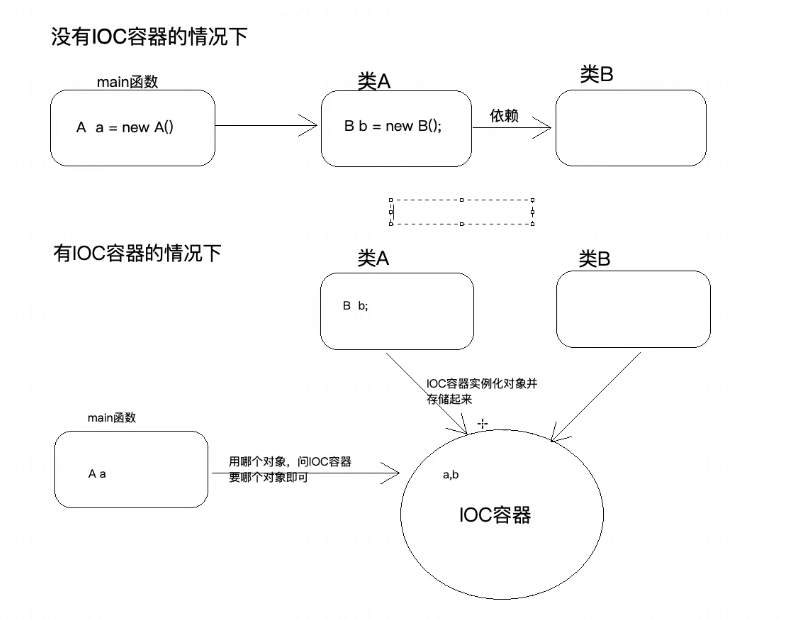 没有IOC容器的情况下
main函数
类A
类B
A a = new A()
B b = new B();
依赖
有IOC容器的情况下
类A
类B
B b;
IOC容器实例化对象并
存储起来
main函数
A a
用哪个对象，问IOC容器
要哪个对象即可
a,b
IOC容器